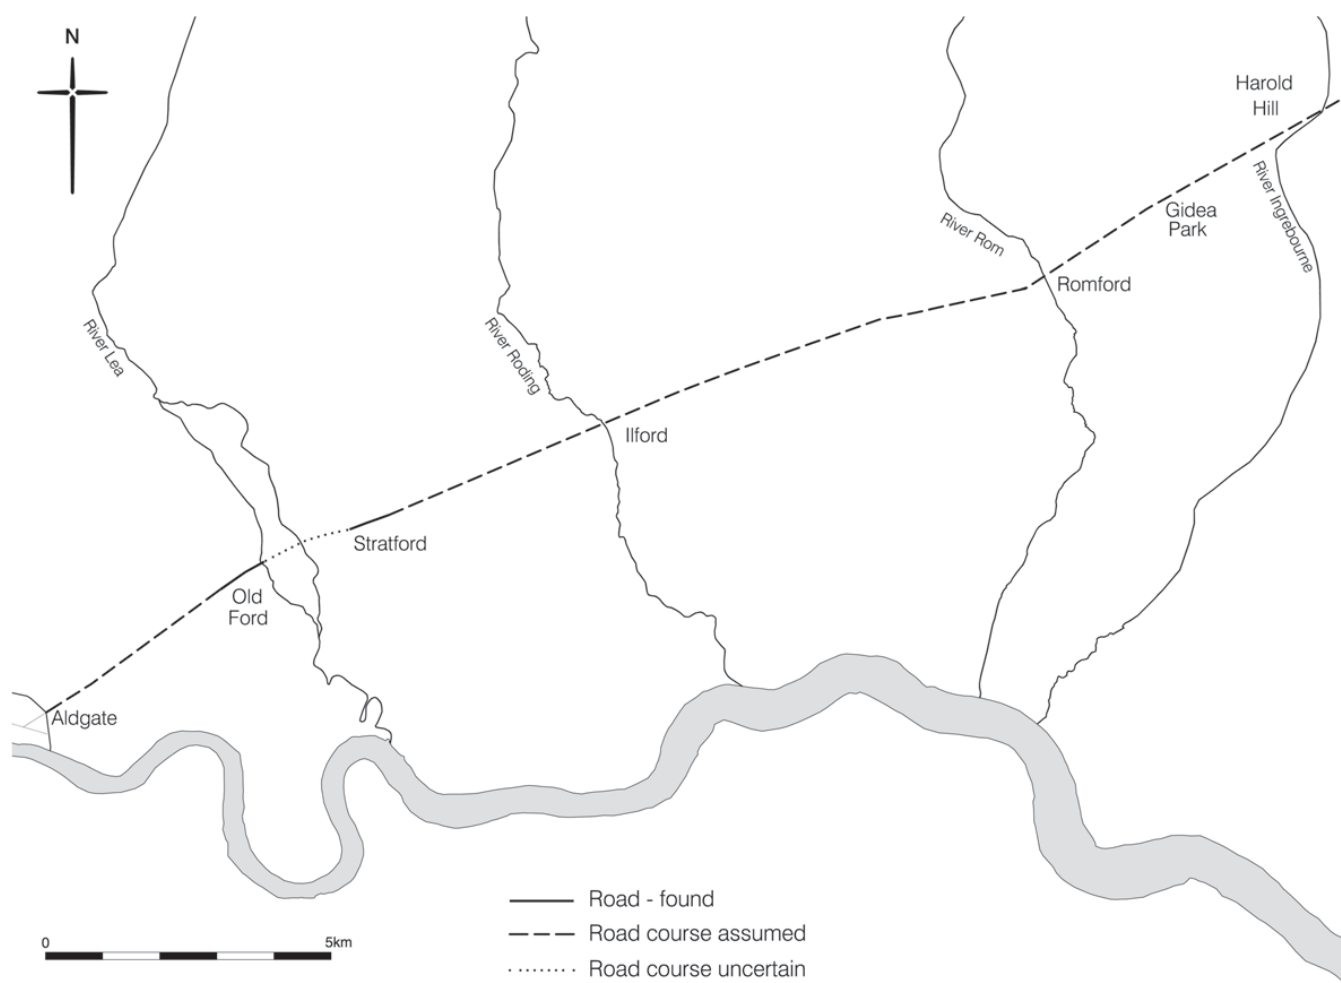 N
Harold
Hill
River Ingrebourne
Gidea
Park
River Rom
Romford
River Lea
River Roding
Ilford
Stratford
Old
Ford
Aldgate
Road - found
Road course assumed
Road course uncertain
0 5km